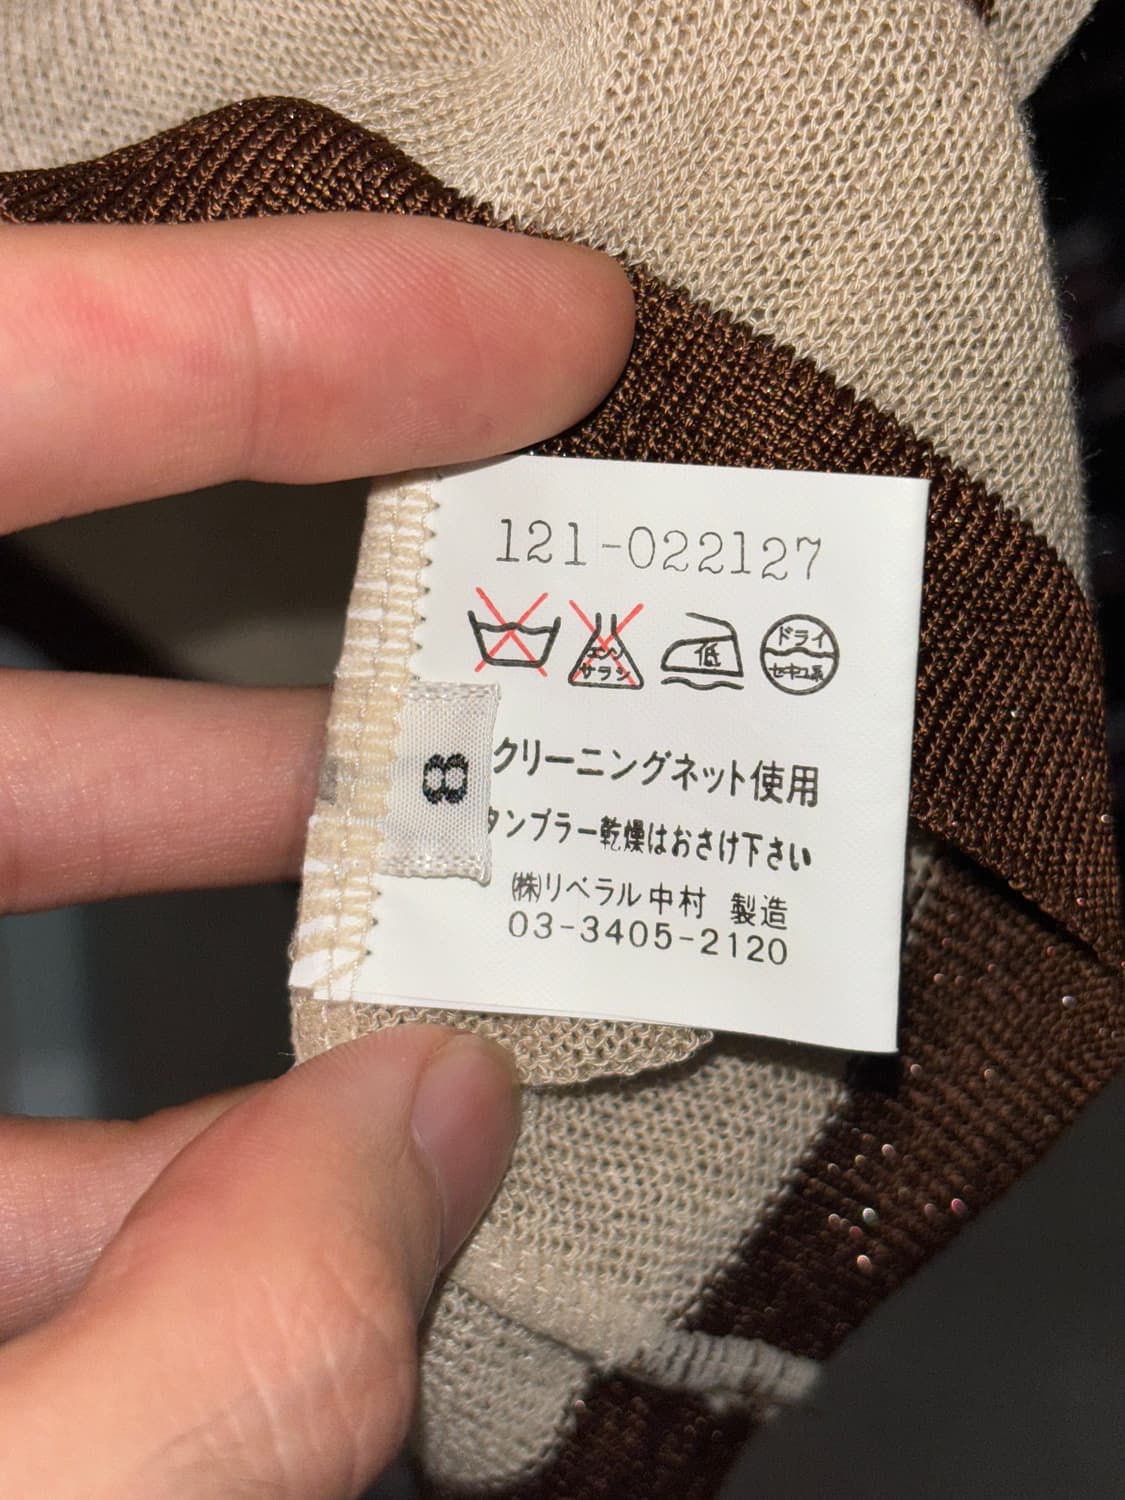 121-022127
エンソ サラシ 低 ドライ セキユ系
8
クリーニングネット使用
タンブラー乾燥はおさけ下さい
㈱リベラル中村 製造
03-3405-2120